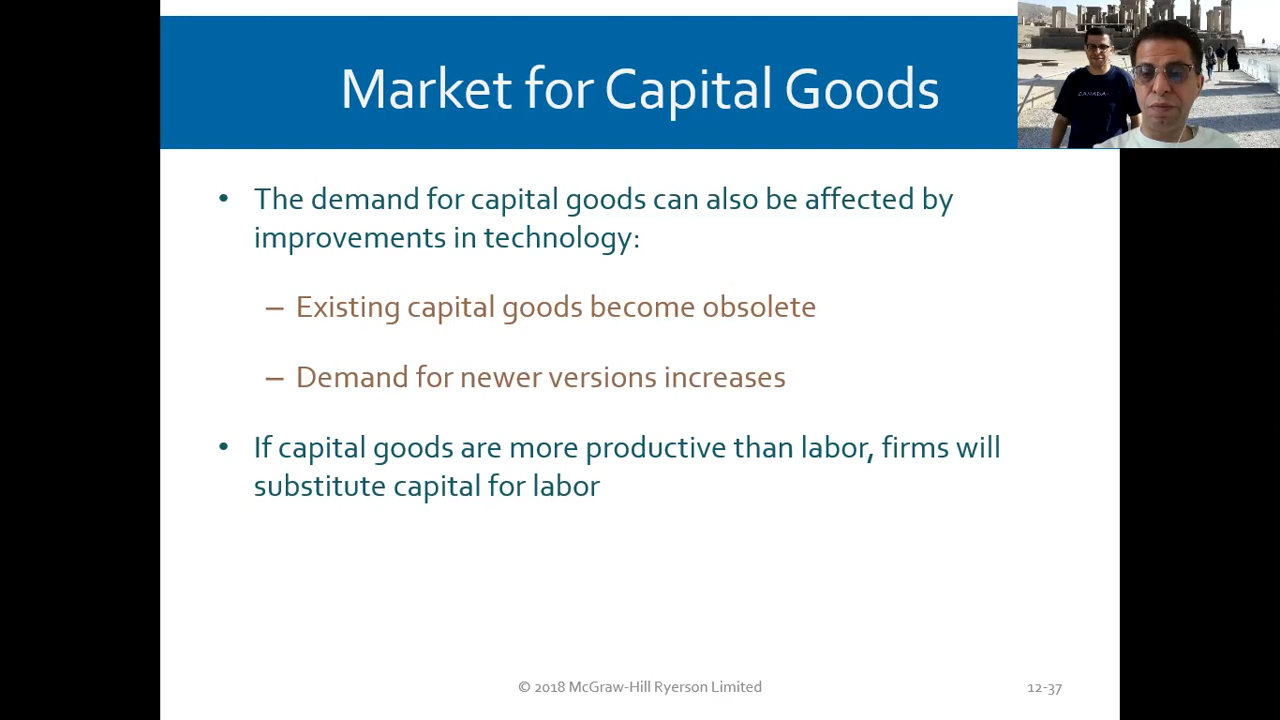 Market for Capital Goods
CANADA
• The demand for capital goods can also be affected by
improvements in technology:
– Existing capital goods become obsolete
– Demand for newer versions increases
• If capital goods are more productive than labor, firms will
substitute capital for labor
© 2018 McGraw-Hill Ryerson Limited
12-37